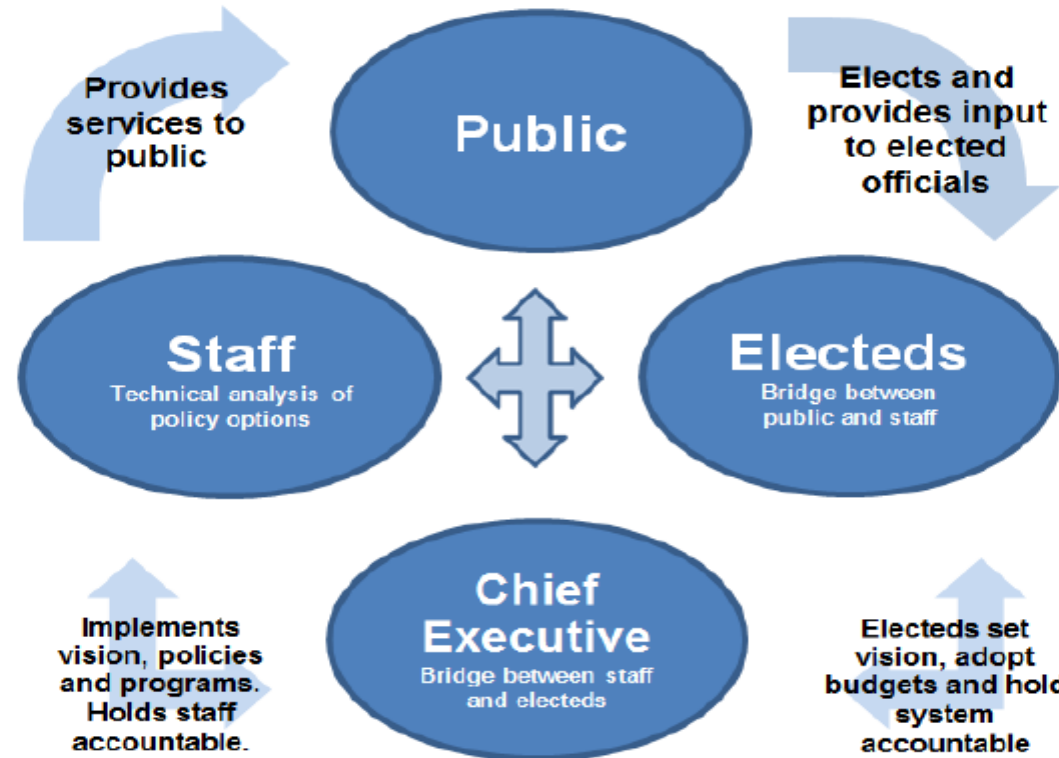 Provides
services to
public
Public
Elects and
provides input
to elected
officials
Staff
Technical analysis of
policy options
Electeds
Bridge between
public and staff
Implements
vision, policies
and programs.
Holds staff
accountable.
Chief
Executive
Bridge between staff
and electeds
Electeds set
vision, adopt
budgets and hold
system
accountable